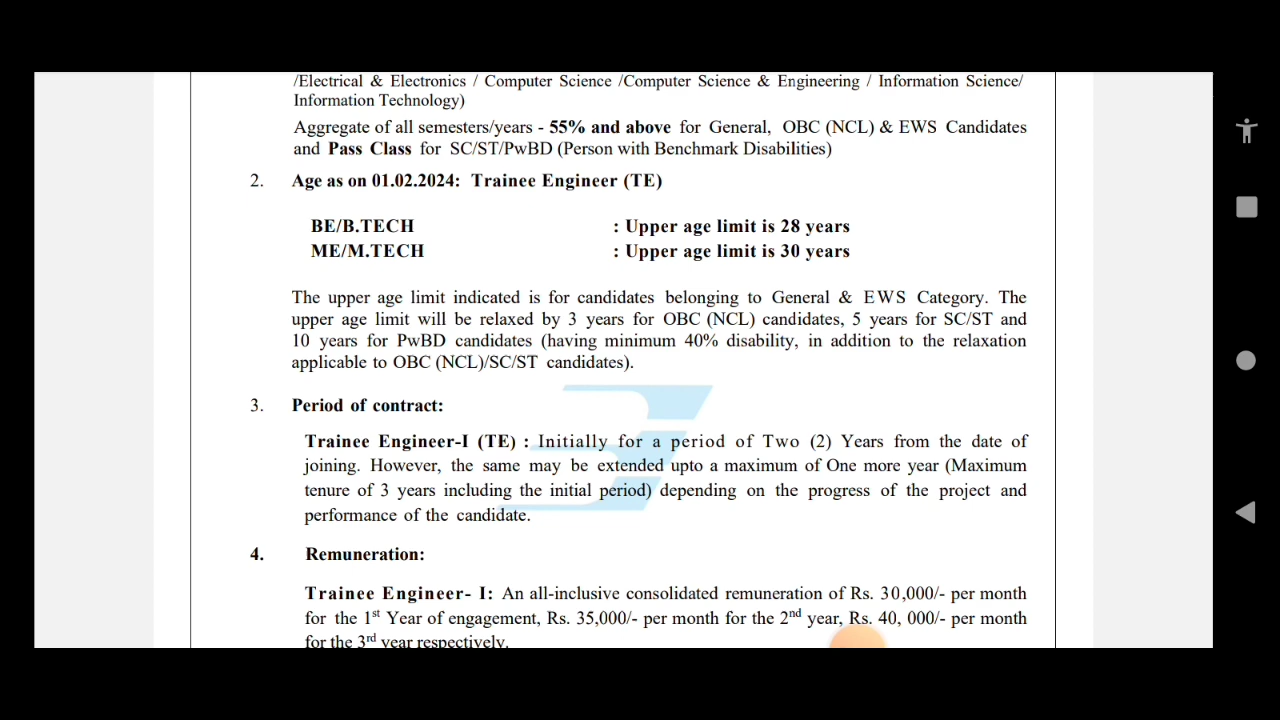 /Electrical & Electronics / Computer Science /Computer Science & Engineering / Information Science/
Information Technology)
Aggregate of all semesters/years - 55% and above for General, OBC (NCL) & EWS Candidates
and Pass Class for SC/ST/PwBD (Person with Benchmark Disabilities)
2. Age as on 01.02.2024: Trainee Engineer (TE)
BE/B.TECH : Upper age limit is 28 years
ME/M.TECH : Upper age limit is 30 years
The upper age limit indicated is for candidates belonging to General & EWS Category. The
upper age limit will be relaxed by 3 years for OBC (NCL) candidates, 5 years for SC/ST and
10 years for PwBD candidates (having minimum 40% disability, in addition to the relaxation
applicable to OBC (NCL)/SC/ST candidates).
3. Period of contract:
Trainee Engineer-I (TE) : Initially for a period of Two (2) Years from the date of
joining. However, the same may be extended upto a maximum of One more year (Maximum
tenure of 3 years including the initial period) depending on the progress of the project and
performance of the candidate.
4. Remuneration:
Trainee Engineer- I: An all-inclusive consolidated remuneration of Rs. 30,000/- per month
for the 1st Year of engagement, Rs. 35,000/- per month for the 2nd year, Rs. 40, 000/- per month
for the 3rd year respectively.